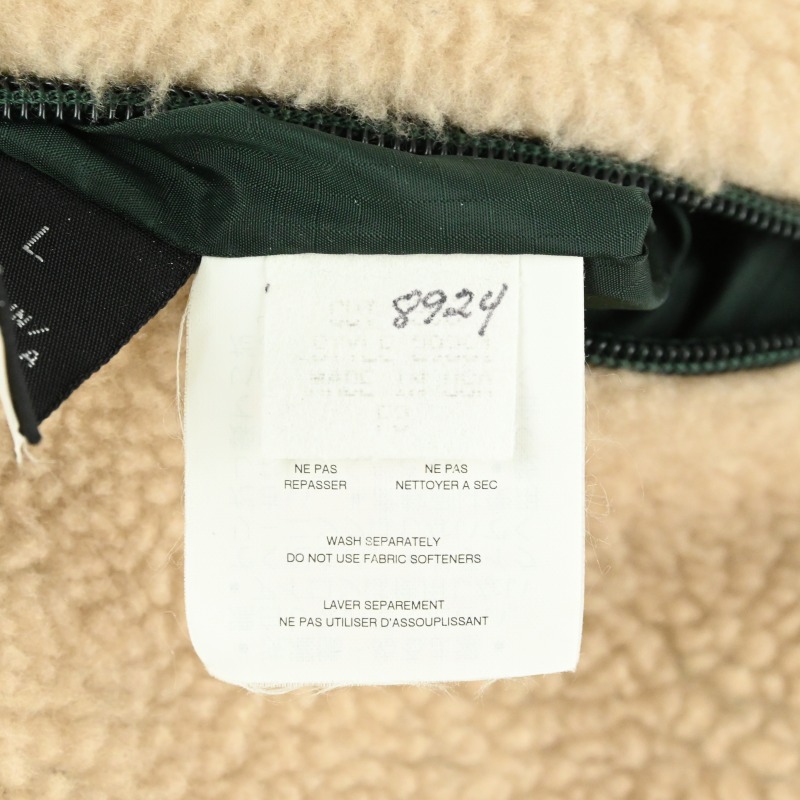 L
8924
NE PAS
REPASSER
NE PAS
NETTOYER A SEC
WASH SEPARATELY
DO NOT USE FABRIC SOFTENERS
LAVER SEPAREMENT
NE PAS UTILISER D'ASSOUPLISSANT